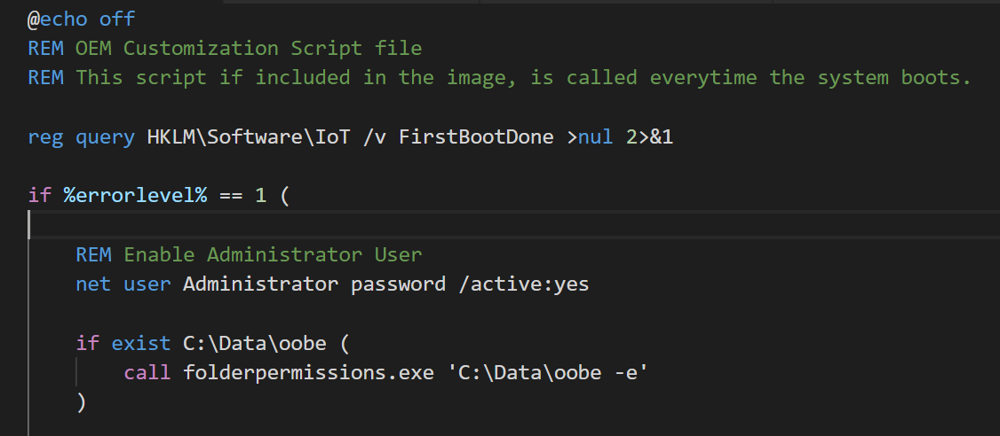 @echo off
REM OEM Customization Script file
REM This script if included in the image, is called everytime the system boots.
reg query HKLM\Software\IoT /v FirstBootDone >nul 2>&1
if %errorlevel% == 1 (
REM Enable Administrator User
net user Administrator password /active:yes
if exist C:\Data\oobe (
call folderpermissions.exe 'C:\Data\oobe -e'
)